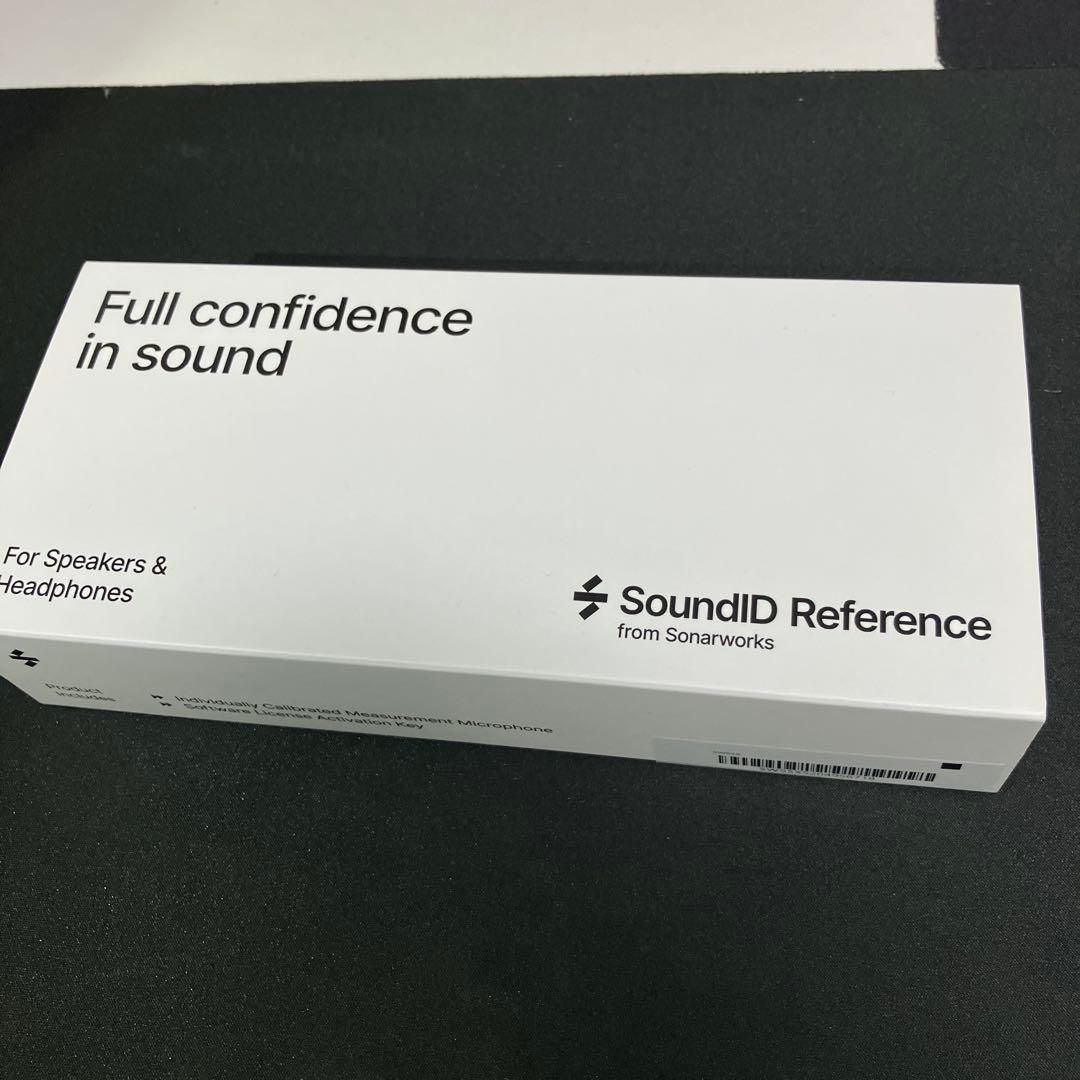 Full confidence
in sound
For Speakers &
Headphones
SoundID Reference
from Sonarworks
Product
includes
Individually Calibrated Measurement Microphone
Software License Activation Key